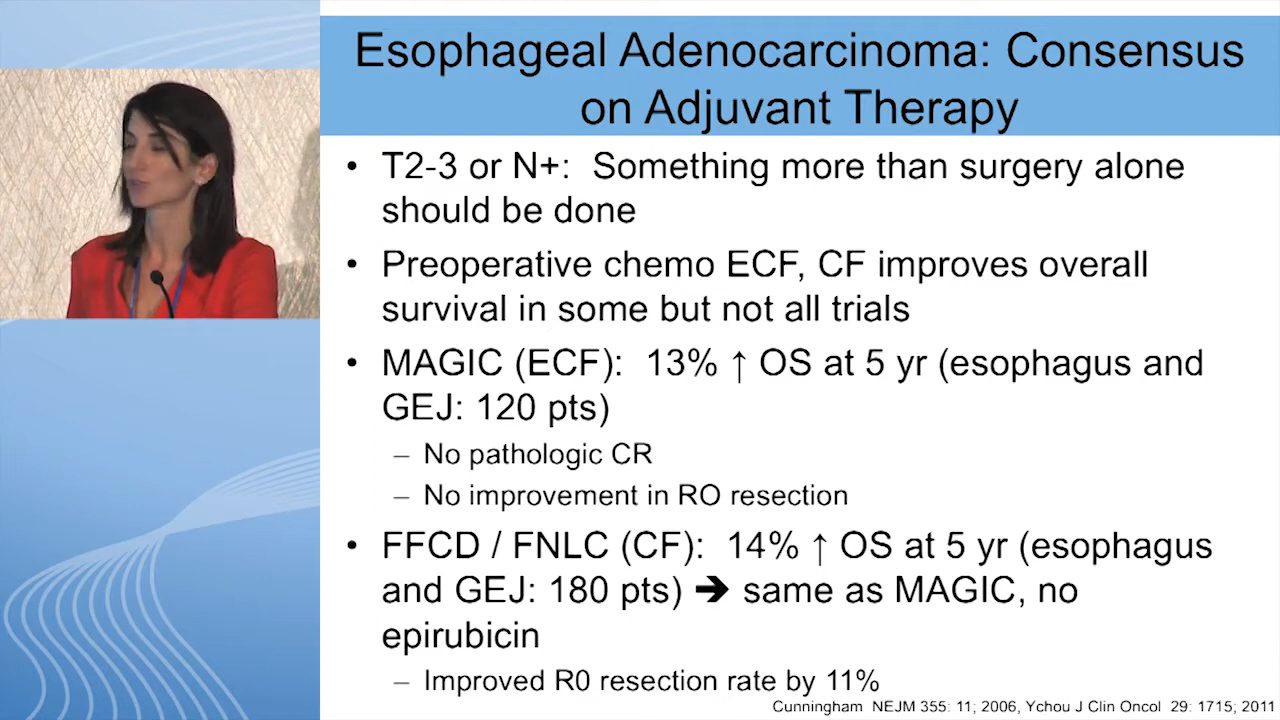 Esophageal Adenocarcinoma: Consensus
on Adjuvant Therapy
• T2-3 or N+: Something more than surgery alone
should be done
• Preoperative chemo ECF, CF improves overall
survival in some but not all trials
• MAGIC (ECF): 13% ↑ OS at 5 yr (esophagus and
GEJ: 120 pts)
– No pathologic CR
– No improvement in RO resection
• FFCD / FNLC (CF): 14% ↑ OS at 5 yr (esophagus
and GEJ: 180 pts) ➔ same as MAGIC, no
epirubicin
– Improved R0 resection rate by 11%
Cunningham NEJM 355: 11; 2006, Ychou J Clin Oncol 29: 1715; 2011